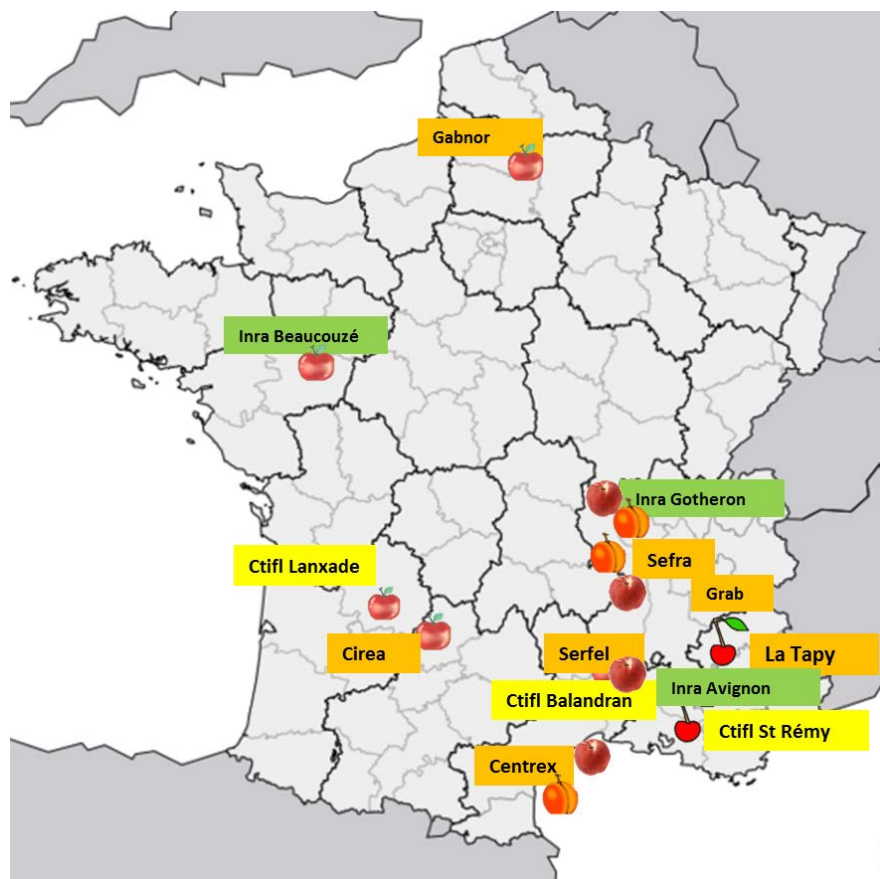 Gabnor
Inra Beaucouzé
Inra Gotheron
Ctifl Lanxade
Sefra
Grab
Cirea
Serfel
La Tapy
Inra Avignon
Ctifl Balandran
Ctifl St Rémy
Centrex